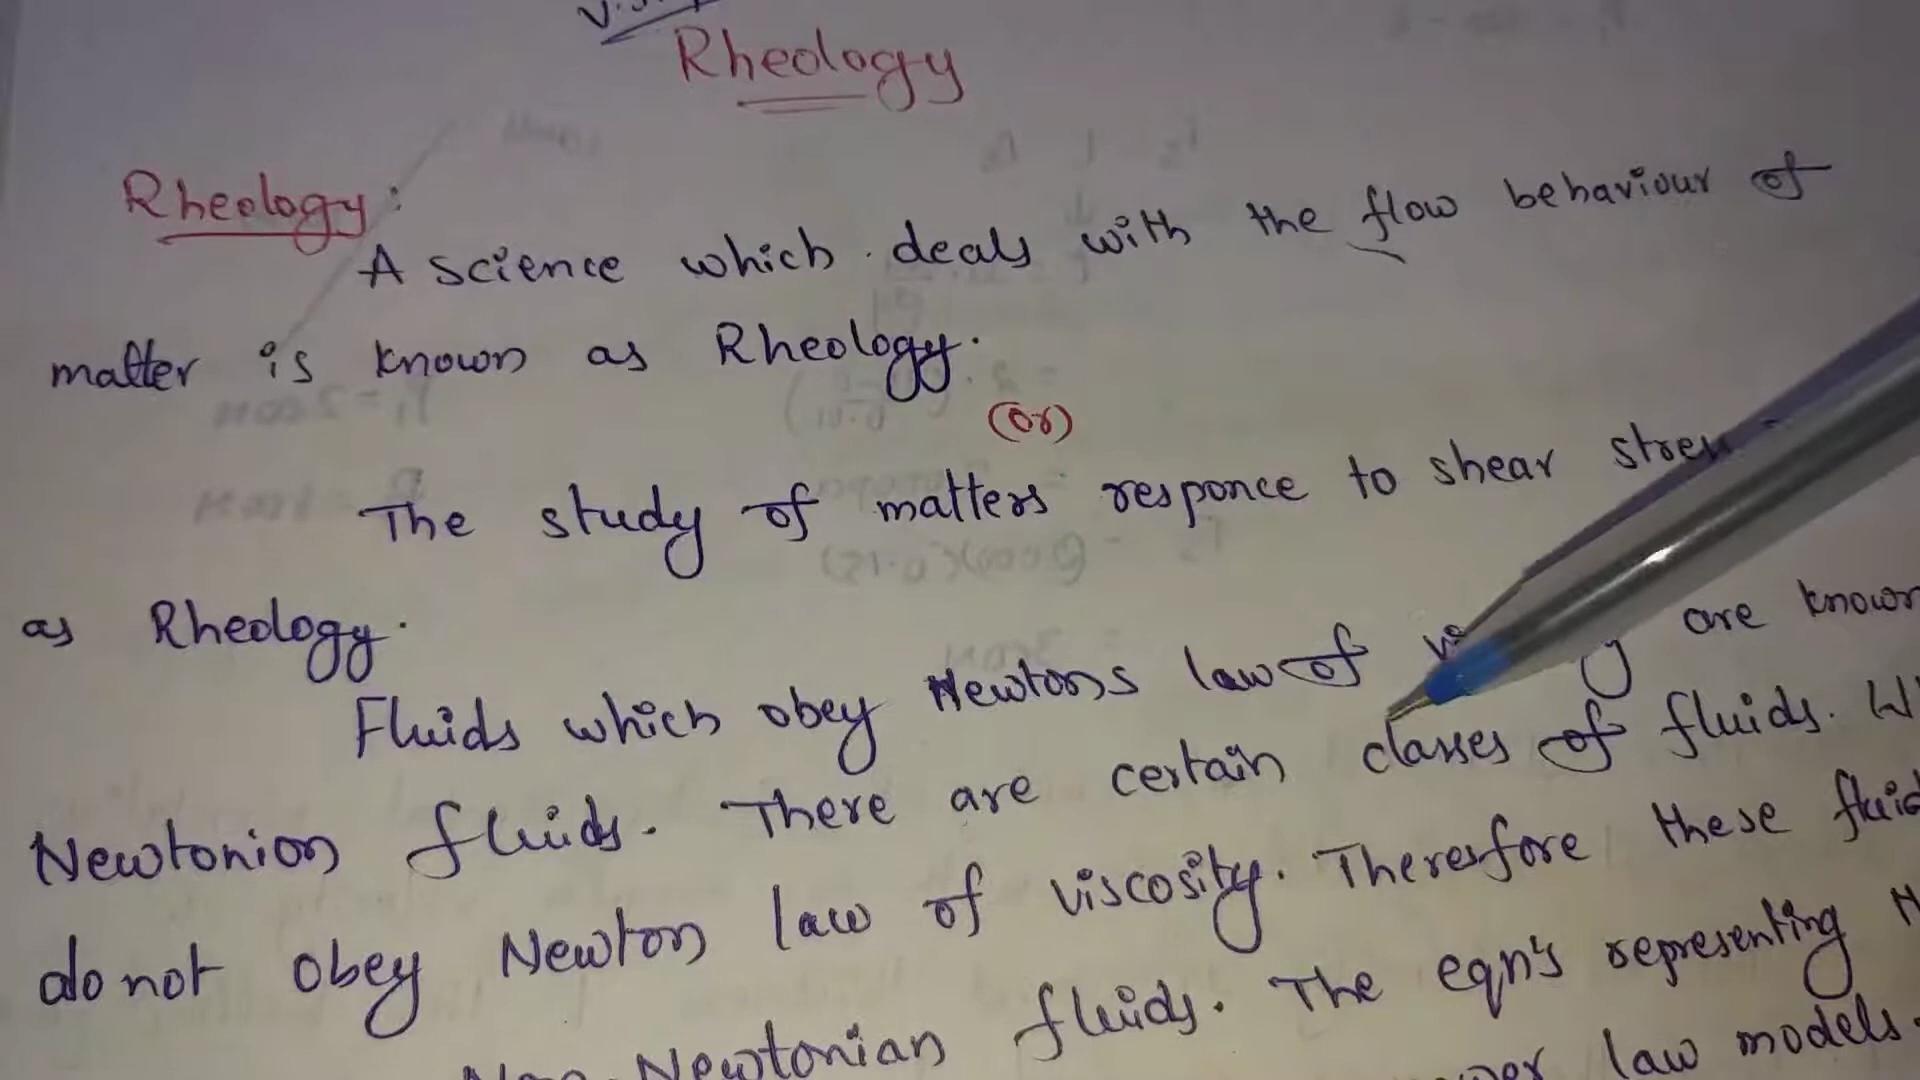 Rheology
Rheology:
A science which deals with the flow behaviour of
matter is known as Rheology.
(or)
The study of matters responce to shear
as Rheology.
Fluids which obey Newtons law of are known
Newtonion fluids. There are certain classes of fluids.
do not obey Newton law of viscosity. Therefore these
Newtonian fluids. The eqn's representing
law models.